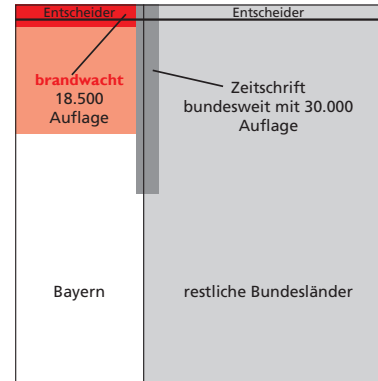 Entscheider
Entscheider
brandwacht
18.500
Auflage
Zeitschrift
bundesweit mit 30.000
Auflage
Bayern
restliche Bundesländer